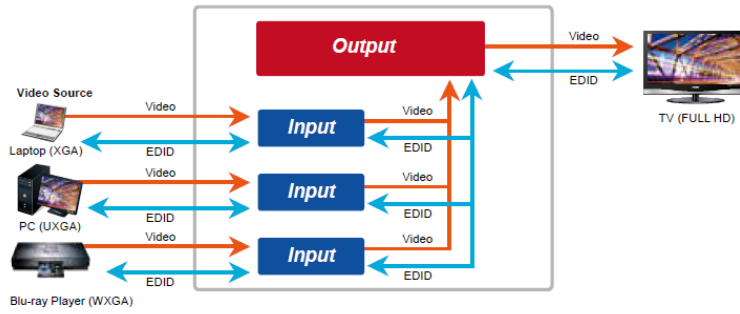 Output
Video
EDID
TV (FULL HD)
Video Source
Video
Laptop (XGA)
EDID
Input
Video
EDID
Video
PC (UXGA)
EDID
Input
Video
EDID
Video
Blu-ray Player (WXGA)
EDID
Input
Video
EDID